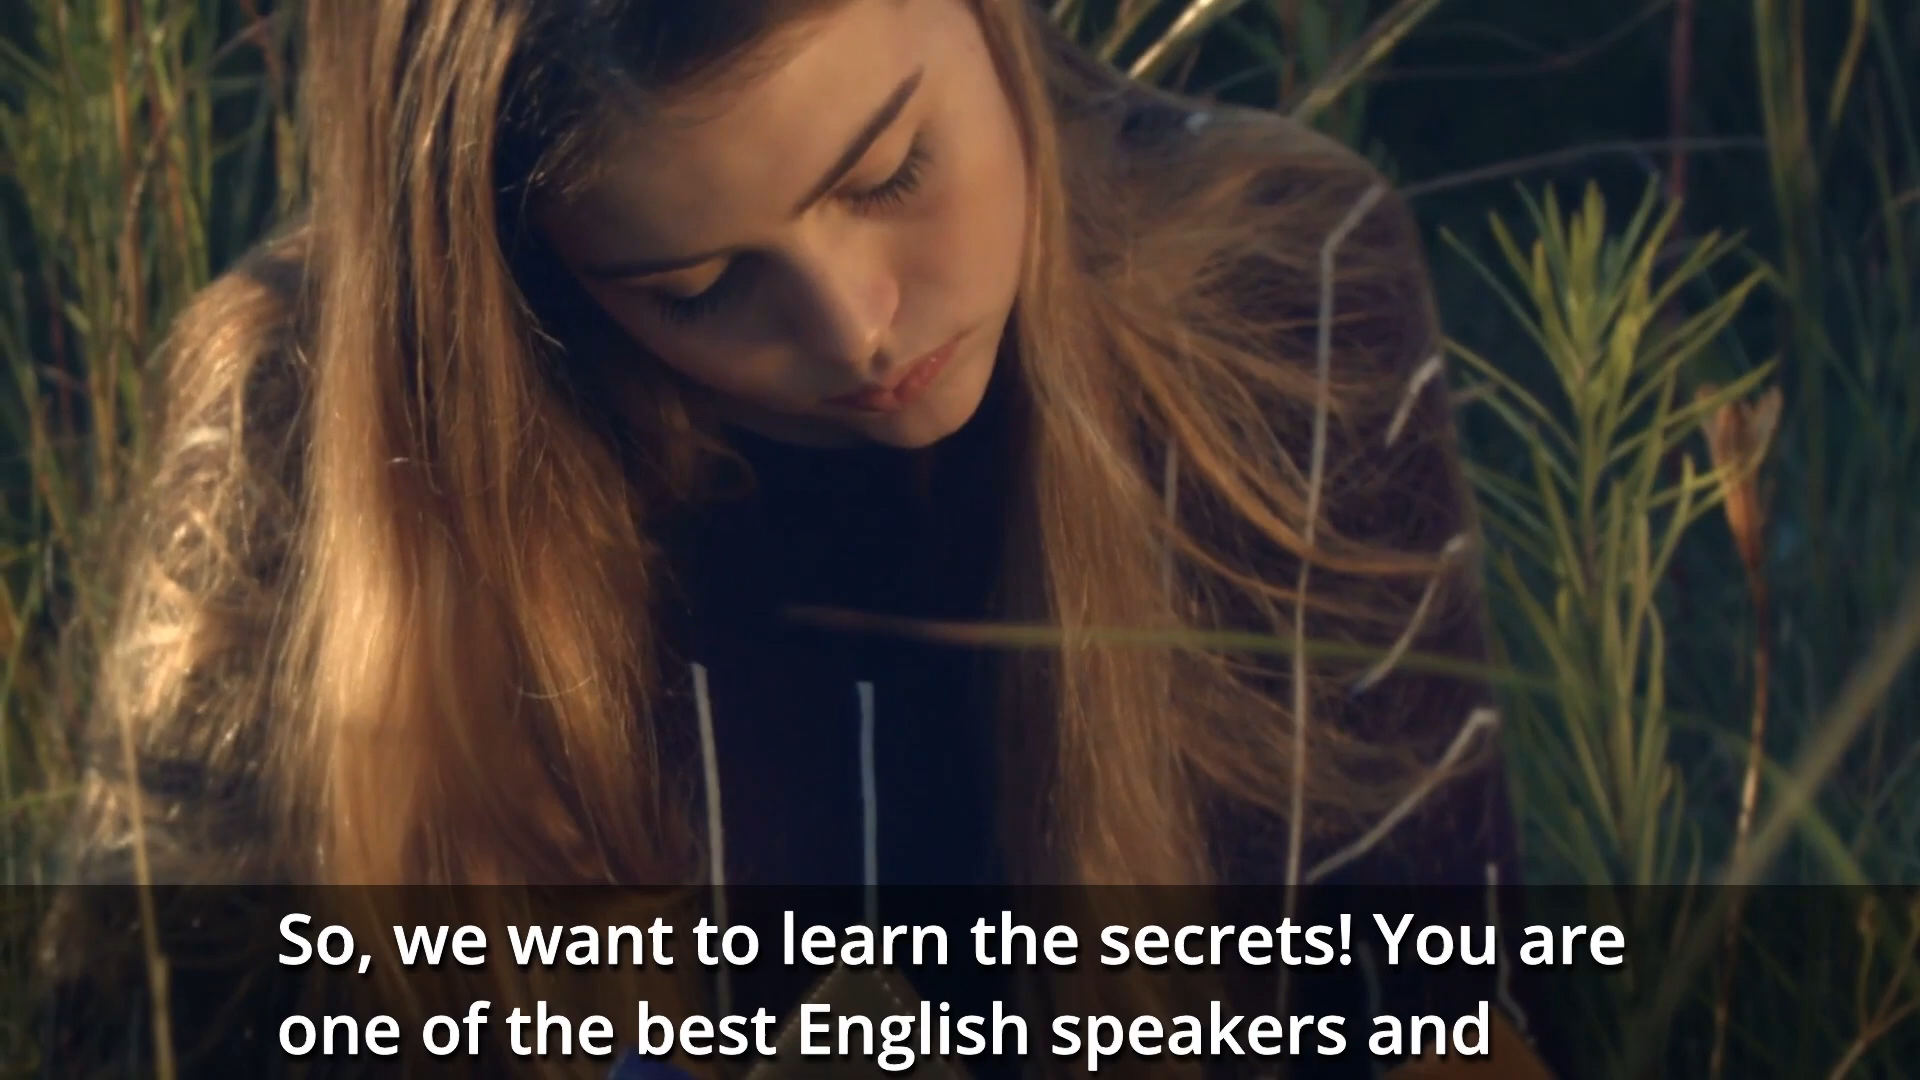 So, we want to learn the secrets! You are
one of the best English speakers and